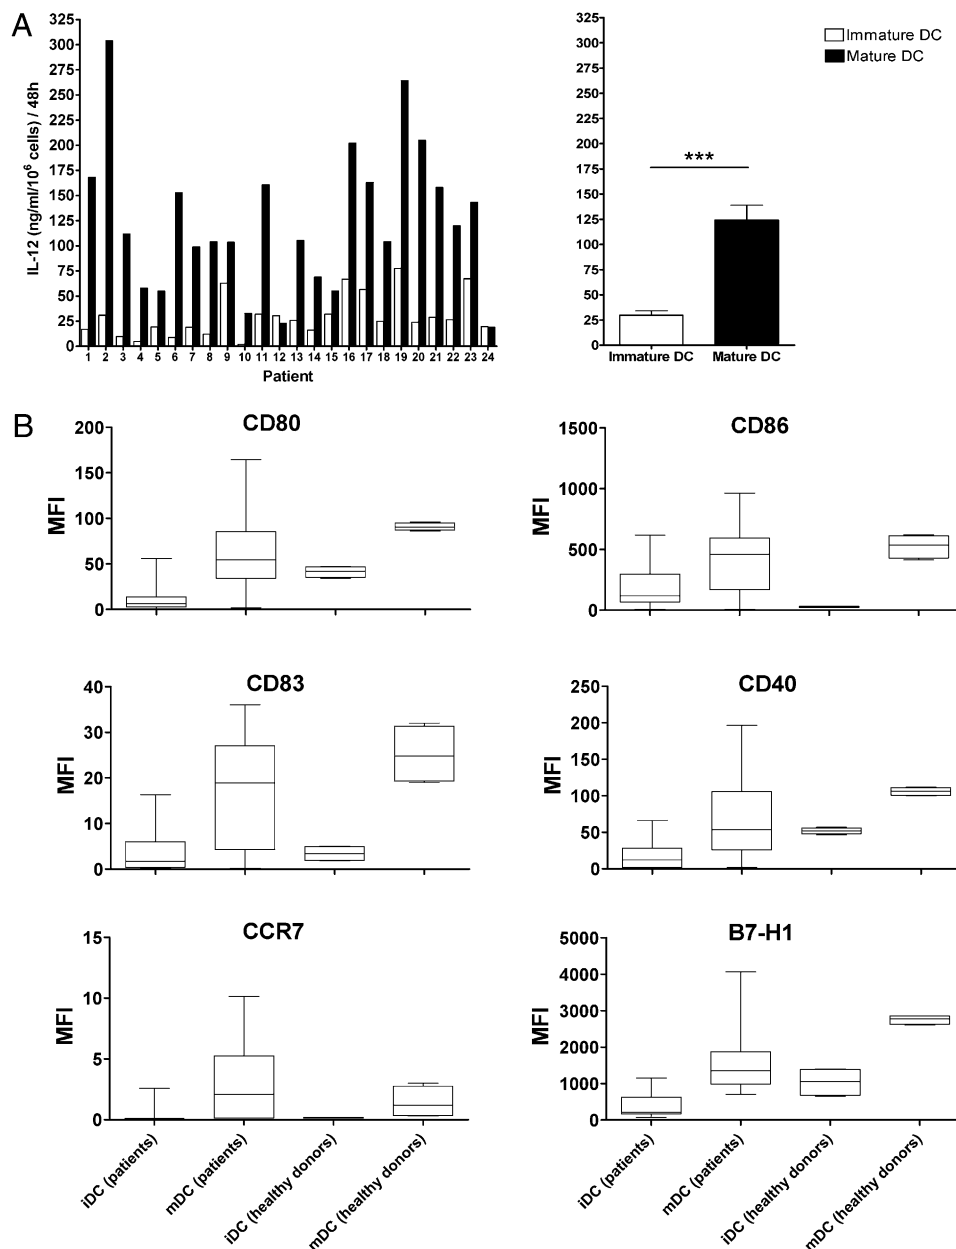 A
IL-12 (ng/ml/10⁶ cells) / 48h
325
300
275
250
225
200
175
150
125
100
75
50
25
0
1 2 3 4 5 6 7 8 9 10 11 12 13 14 15 16 17 18 19 20 21 22 23 24
Patient
325
300
275
250
225
200
175
150
125
100
75
50
25
0
***
Immature DC Mature DC
Immature DC
Mature DC
B
CD80
MFI
200
150
100
50
0
CD86
MFI
1500
1000
500
0
CD83
MFI
40
30
20
10
0
CD40
MFI
250
200
150
100
50
0
CCR7
MFI
15
10
5
0
iDC (patients)
mDC (patients)
iDC (healthy donors)
mDC (healthy donors)
B7-H1
MFI
5000
4000
3000
2000
1000
0
iDC (patients)
mDC (patients)
iDC (healthy donors)
mDC (healthy donors)